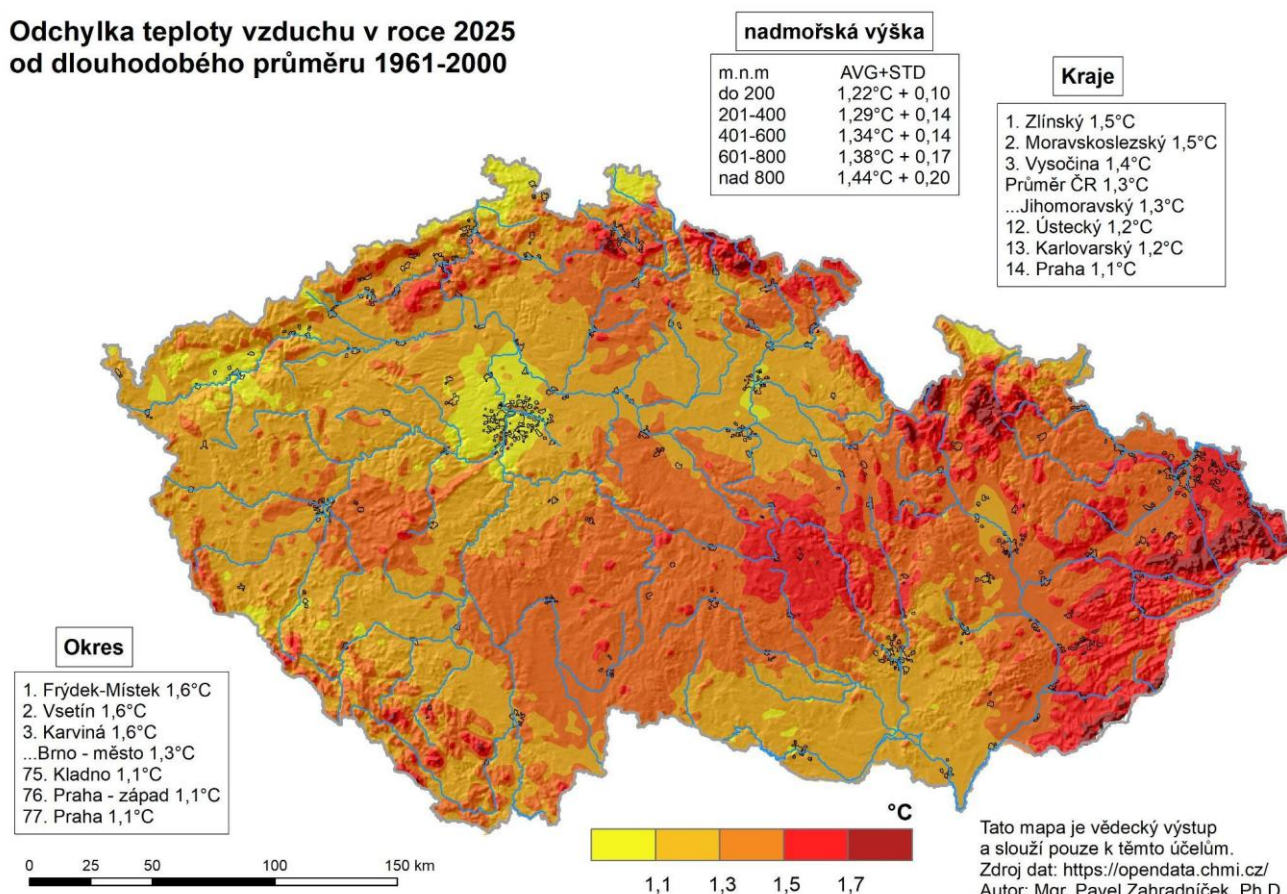 Odchylka teploty vzduchu v roce 2025
od dlouhodobého průměru 1961-2000
nadmořská výška
m.n.m AVG+STD
do 200 1,22°C + 0,10
201-400 1,29°C + 0,14
401-600 1,34°C + 0,14
601-800 1,38°C + 0,17
nad 800 1,44°C + 0,20
Kraje
1. Zlínský 1,5°C
2. Moravskoslezský 1,5°C
3. Vysočina 1,4°C
Průměr ČR 1,3°C
...Jihomoravský 1,3°C
12. Ústecký 1,2°C
13. Karlovarský 1,2°C
14. Praha 1,1°C
Okres
1. Frýdek-Místek 1,6°C
2. Vsetín 1,6°C
3. Karviná 1,6°C
...Brno - město 1,3°C
75. Kladno 1,1°C
76. Praha - západ 1,1°C
77. Praha 1,1°C
0 25 50 100 150 km
°C
1,1 1,3 1,5 1,7
Tato mapa je vědecký výstup
a slouží pouze k těmto účelům.
Zdroj dat: https://opendata.chmi.cz/
Autor: Mgr. Pavel Zahradníček, Ph.D.